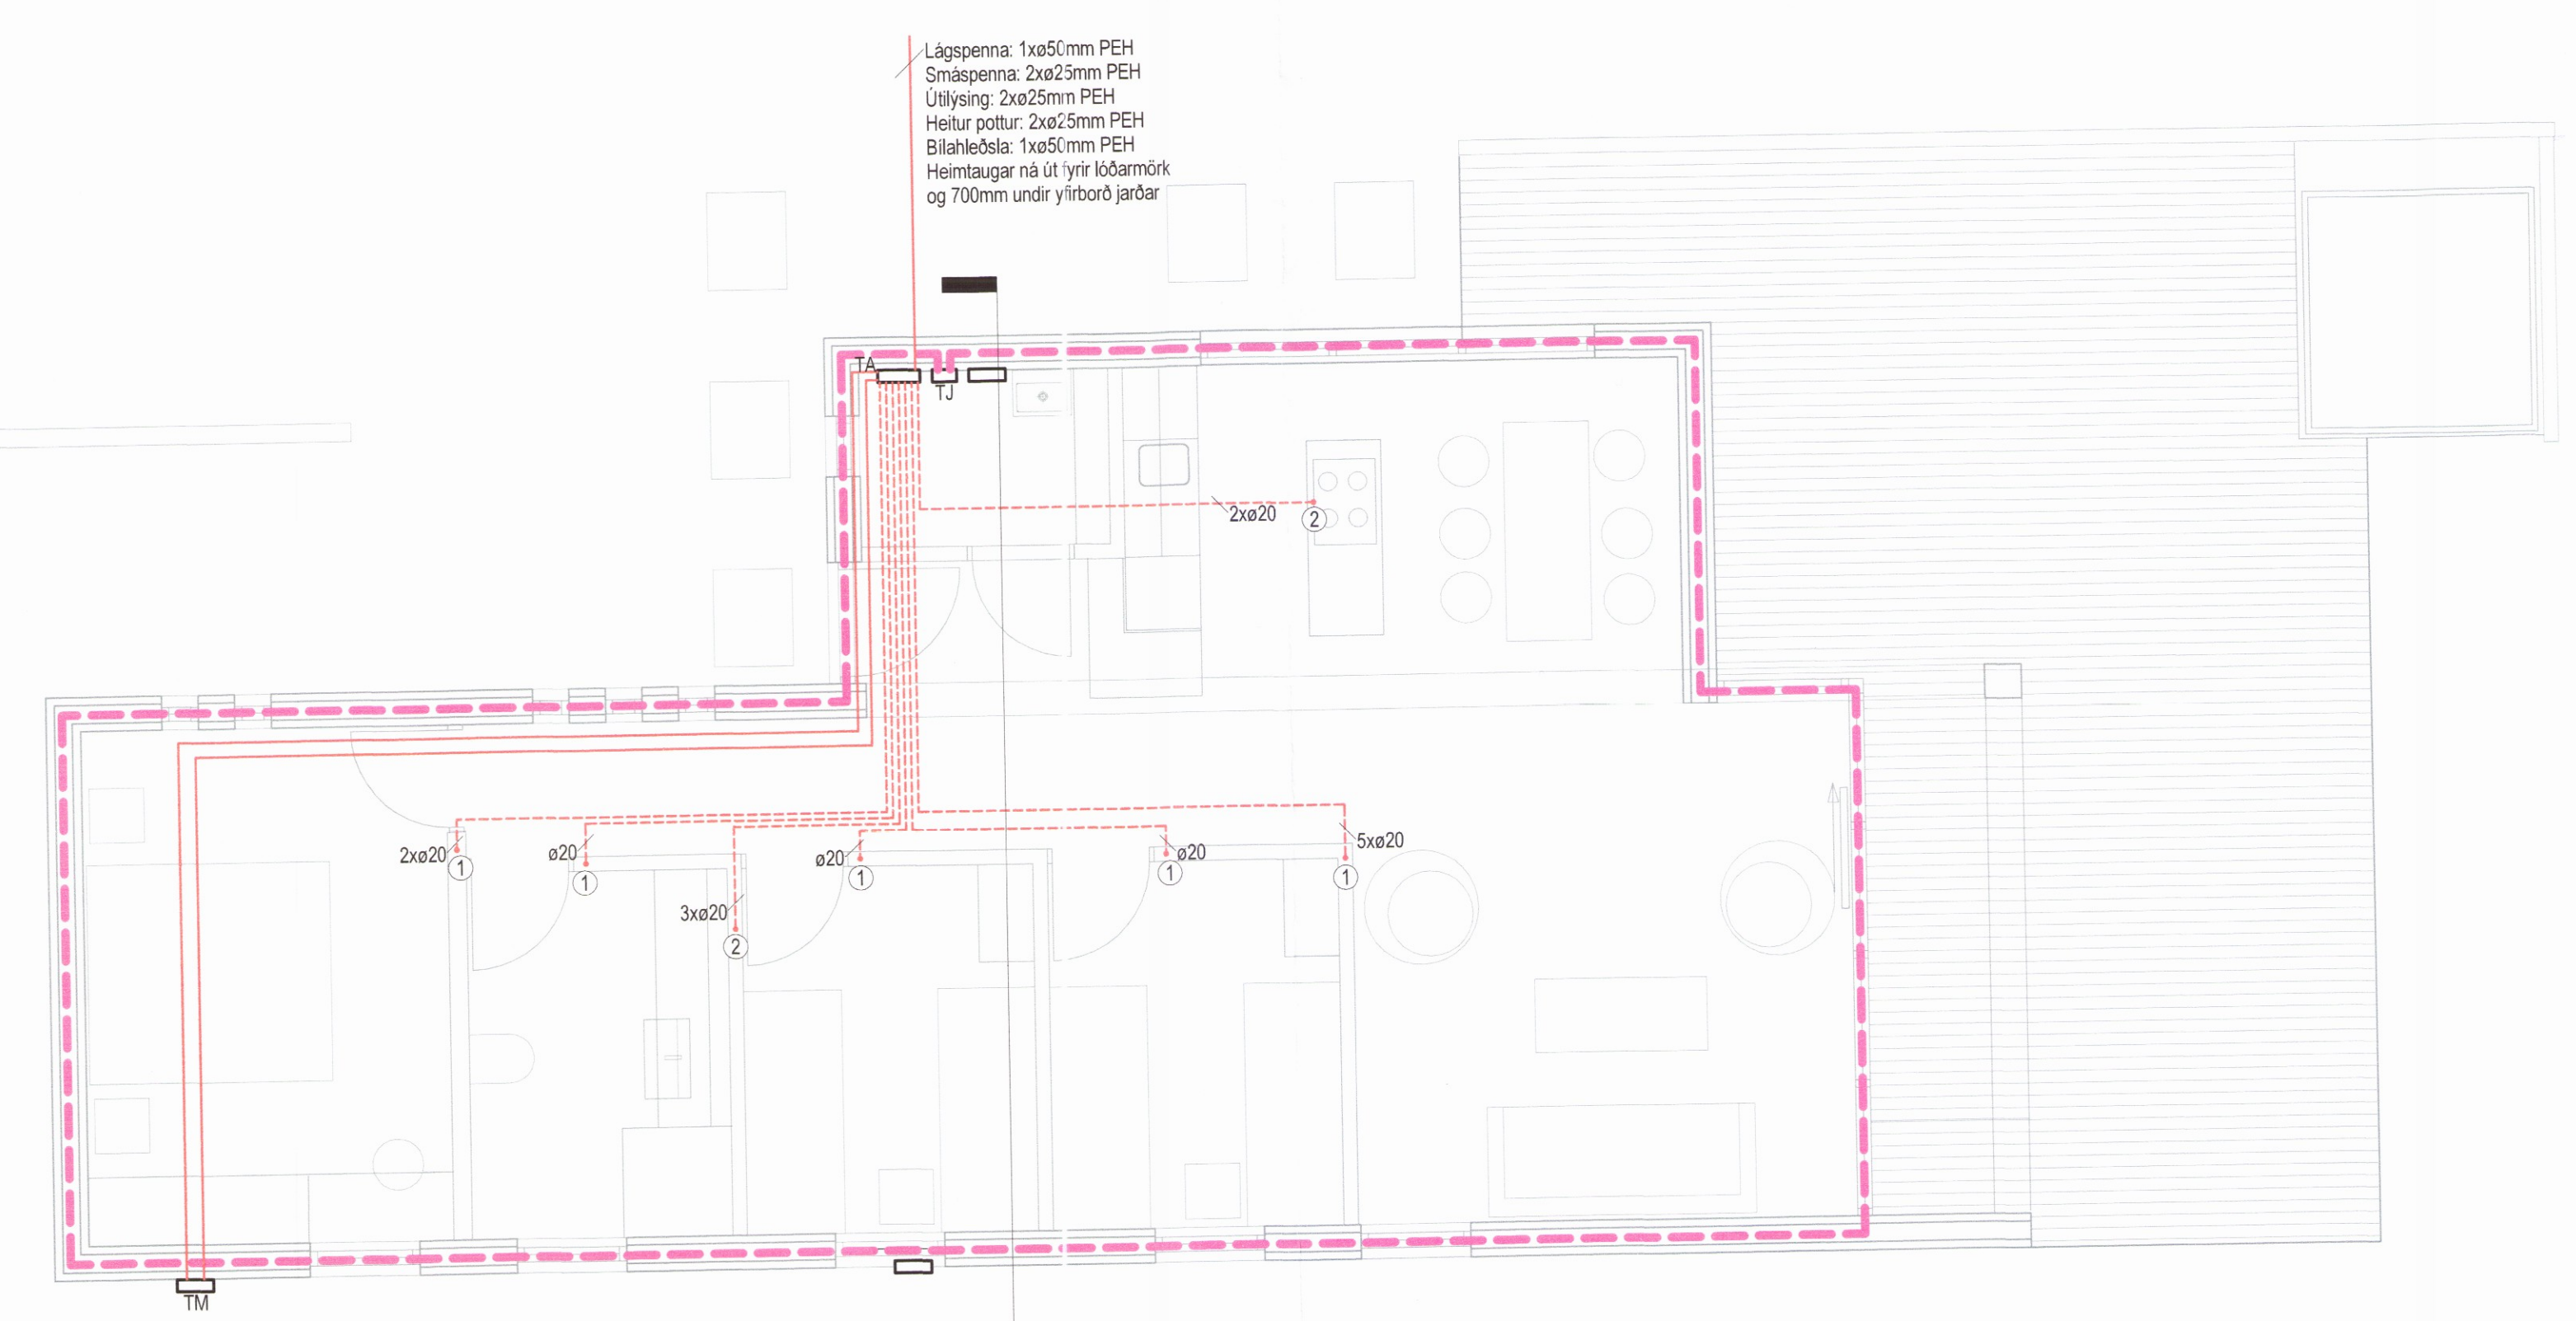 Lágspenna: 1xø50mm PEH
Smáspenna: 2xø25mm PEH
Útilýsing: 2xø25mm PEH
Heitur pottur: 2xø25mm PEH
Bílahleðsla: 1xø50mm PEH
Heimtaugar ná út fyrir lóðarmörk
og 700mm undir yfirborð jarðar
TA
TJ
2xø20
2
2xø20
1
ø20
1
3xø20
2
ø20
1
ø20
1
5xø20
1
TM